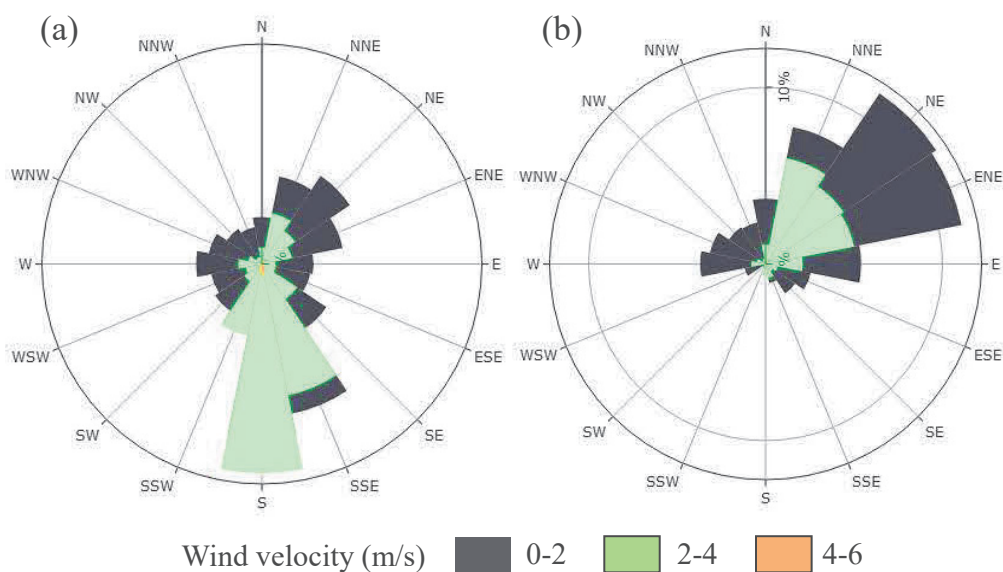 (a)
N
NNW
NNE
NW
NE
WNW
ENE
W
E
WSW
ESE
SW
SE
SSW
SSE
S
%
(b)
N
NNW
NNE
NW
NE
10%
WNW
ENE
W
E
%
WSW
ESE
SW
SE
SSW
SSE
S
Wind velocity (m/s) 0-2 2-4 4-6